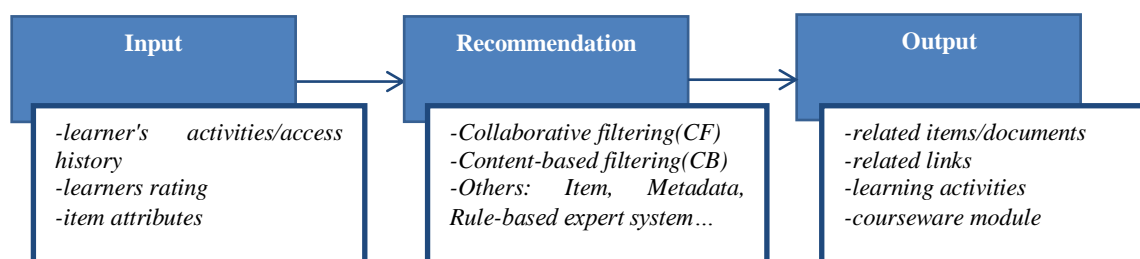 Input
-learner's activities/access
history
-learners rating
-item attributes
Recommendation
-Collaborative filtering(CF)
-Content-based filtering(CB)
-Others: Item, Metadata,
Rule-based expert system…
Output
-related items/documents
-related links
-learning activities
-courseware module